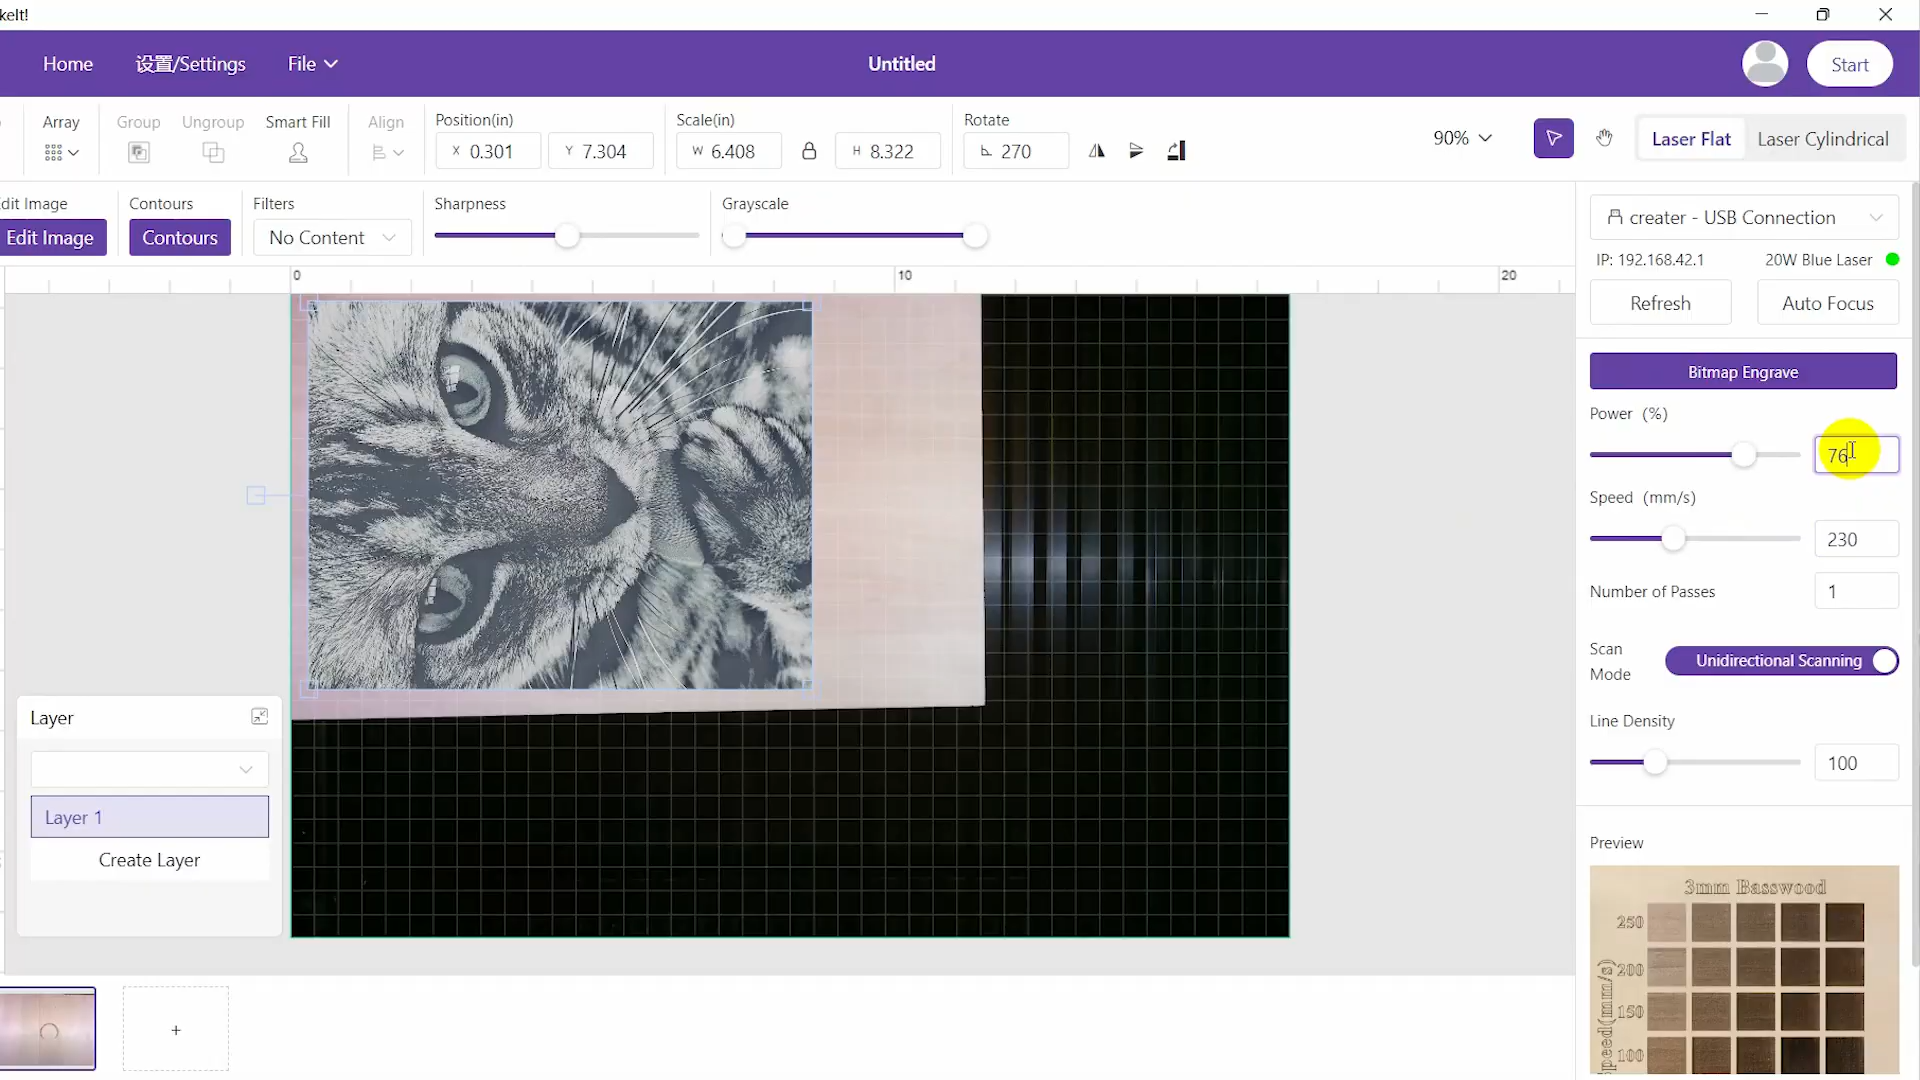 keIt!
Home 设置/Settings File Untitled Start
Array Group Ungroup Smart Fill Align Position(in) Scale(in) Rotate
X 0.301 Y 7.304 W 6.408 H 8.322 270 90% Laser Flat Laser Cylindrical
dit Image Contours Filters Sharpness Grayscale
Edit Image Contours No Content
creater - USB Connection
IP: 192.168.42.1 20W Blue Laser
0 10 20
Refresh Auto Focus
Bitmap Engrave
Power (%)
76
Speed (mm/s)
230
Number of Passes 1
Scan Mode Unidirectional Scanning
Line Density
100
Layer
Layer 1
Create Layer
+
Preview
3mm Basswood
250
200
150
100
peed(mm/s)